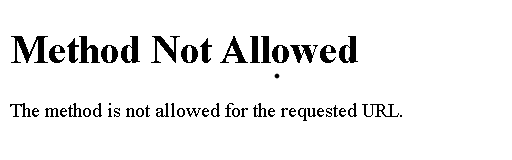 Method Not Allowed
The method is not allowed for the requested URL.